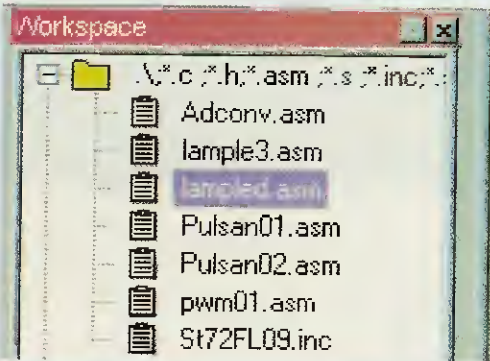 Workspace
.\,*.c ;*.h;*.asm ;*.s ;*.inc;*.
Adconv.asm
lample3.asm
lampled.asm
Pulsan01.asm
Pulsan02.asm
pwm01.asm
St72FL09.inc